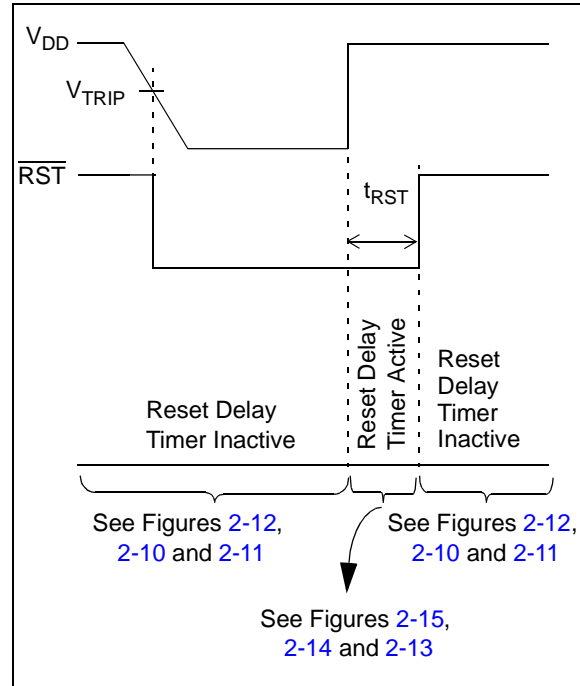 VDD
VTRIP
RST
tRST
Reset Delay
Timer Inactive
Reset Delay
Timer Active
Reset
Delay
Timer
Inactive
See Figures 2-12,
2-10 and 2-11
See Figures 2-12,
2-10 and 2-11
See Figures 2-15,
2-14 and 2-13